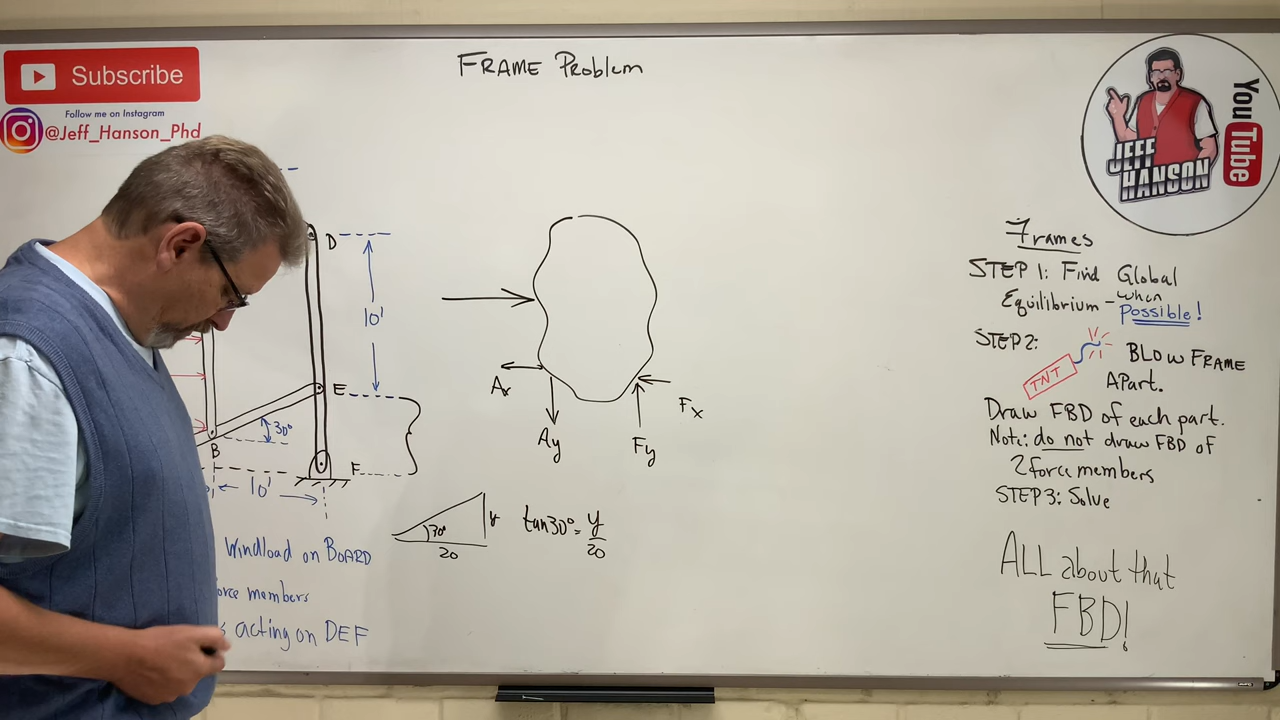 Subscribe
Follow me on Instagram
@Jeff_Hanson_Phd
FRAME Problem
YouTube
JEFF
HANSON
D
10'
E
30°
B
F
10'
Windload on BOARD
members
acting on DEF
Ax
Ay
Fx
Fy
30°
y
20
tan30° = y
20
Frames
STEP 1: Find Global
Equilibrium - when
Possible!
STEP 2:
TNT
BLOW FRAME
APart.
Draw FBD of each part.
Note: do not draw FBD of
2 force members
STEP 3: Solve
ALL about that
FBD!